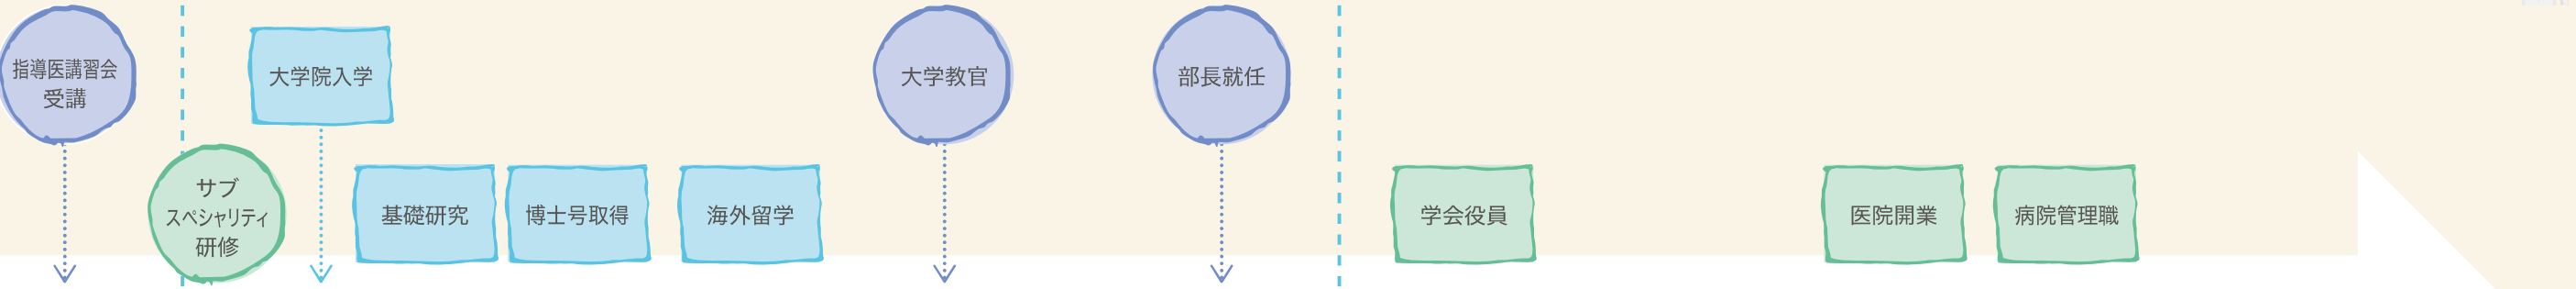 指導医講習会
受講
大学院入学
大学教官
部長就任
サブ
スペシャリティ
研修
基礎研究
博士号取得
海外留学
学会役員
医院開業
病院管理職